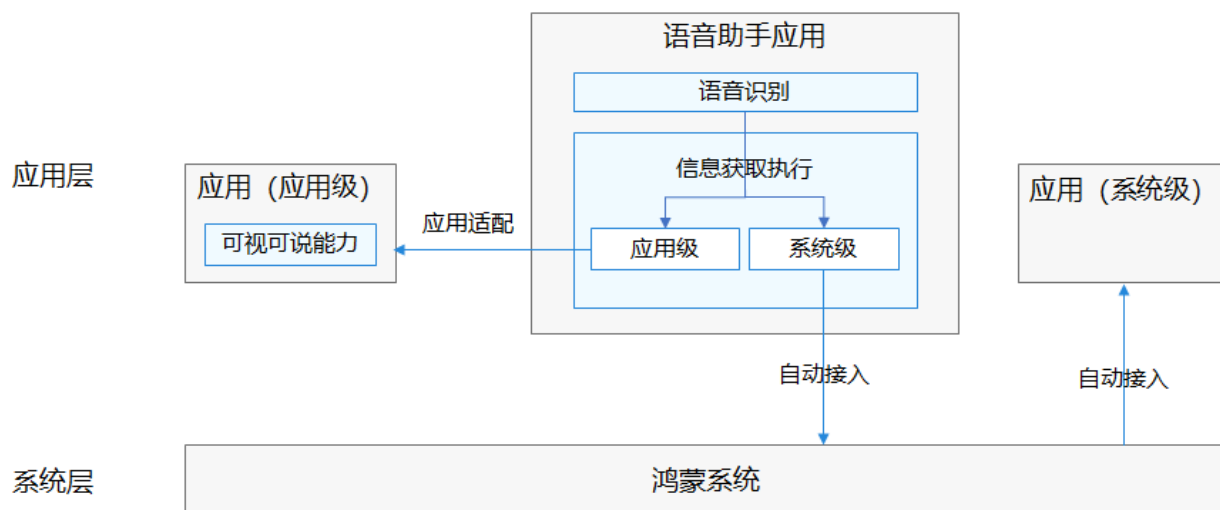 语音助手应用
语音识别
应用层
信息获取执行
应用（应用级）
可视可说能力
应用适配
应用级
系统级
应用（系统级）
自动接入
自动接入
系统层
鸿蒙系统